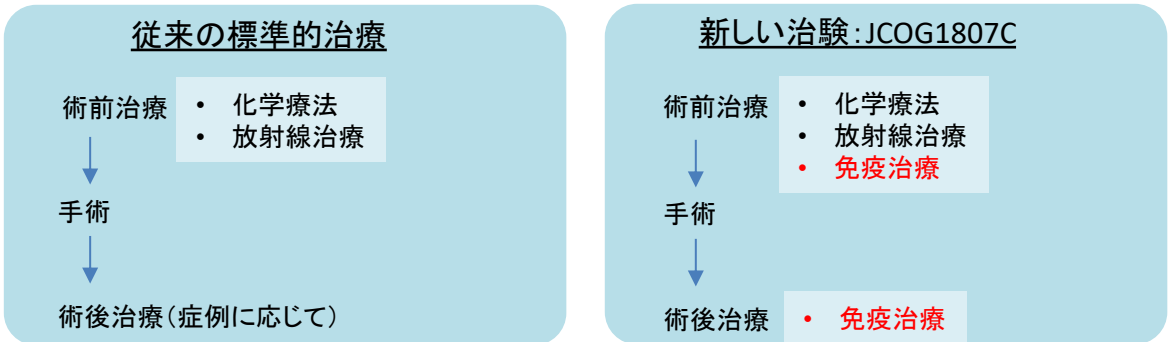 従来の標準的治療
術前治療
• 化学療法
• 放射線治療
手術
術後治療（症例に応じて）
新しい治験：JCOG1807C
術前治療
• 化学療法
• 放射線治療
• 免疫治療
手術
術後治療
• 免疫治療